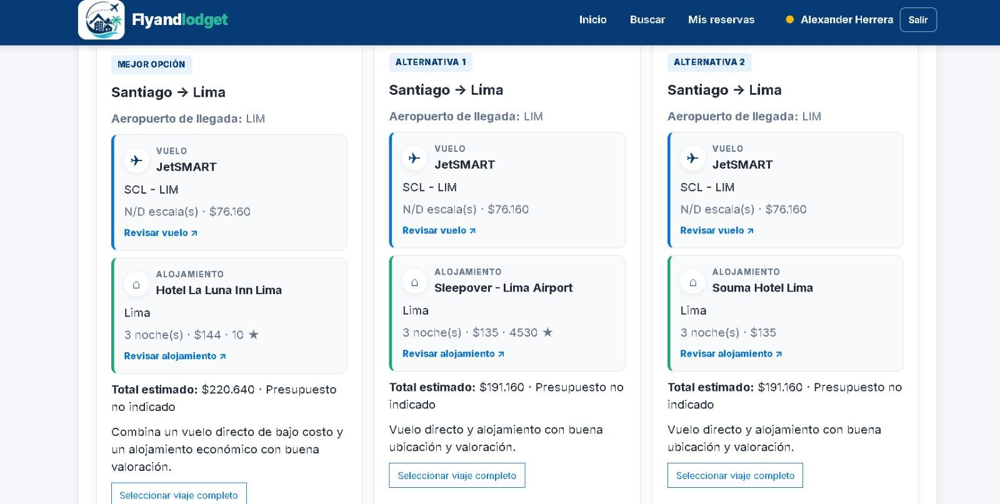 Flyandlodget
Inicio
Buscar
Mis reservas
Alexander Herrera
Salir
MEJOR OPCIÓN
Santiago → Lima
Aeropuerto de llegada: LIM
✈
VUELO
JetSMART
SCL - LIM
N/D escala(s) · $76.160
Revisar vuelo ↗
⌂
ALOJAMIENTO
Hotel La Luna Inn Lima
Lima
3 noche(s) · $144 · 10 ★
Revisar alojamiento ↗
Total estimado: $220.640 · Presupuesto
no indicado
Combina un vuelo directo de bajo costo y
un alojamiento económico con buena
valoración.
Seleccionar viaje completo
ALTERNATIVA 1
Santiago → Lima
Aeropuerto de llegada: LIM
✈
VUELO
JetSMART
SCL - LIM
N/D escala(s) · $76.160
Revisar vuelo ↗
⌂
ALOJAMIENTO
Sleepover - Lima Airport
Lima
3 noche(s) · $135 · 4530 ★
Revisar alojamiento ↗
Total estimado: $191.160 · Presupuesto no
indicado
Vuelo directo y alojamiento con buena
ubicación y valoración.
Seleccionar viaje completo
ALTERNATIVA 2
Santiago → Lima
Aeropuerto de llegada: LIM
✈
VUELO
JetSMART
SCL - LIM
N/D escala(s) · $76.160
Revisar vuelo ↗
⌂
ALOJAMIENTO
Souma Hotel Lima
Lima
3 noche(s) · $135
Revisar alojamiento ↗
Total estimado: $191.160 · Presupuesto no
indicado
Vuelo directo y alojamiento con buena
ubicación y valoración.
Seleccionar viaje completo